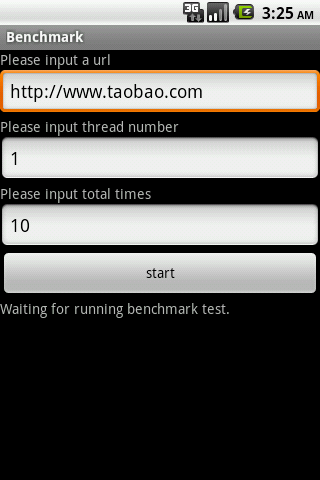 3G 3:25 AM
Benchmark
Please input a url
http://www.taobao.com
Please input thread number
1
Please input total times
10
start
Waiting for running benchmark test.